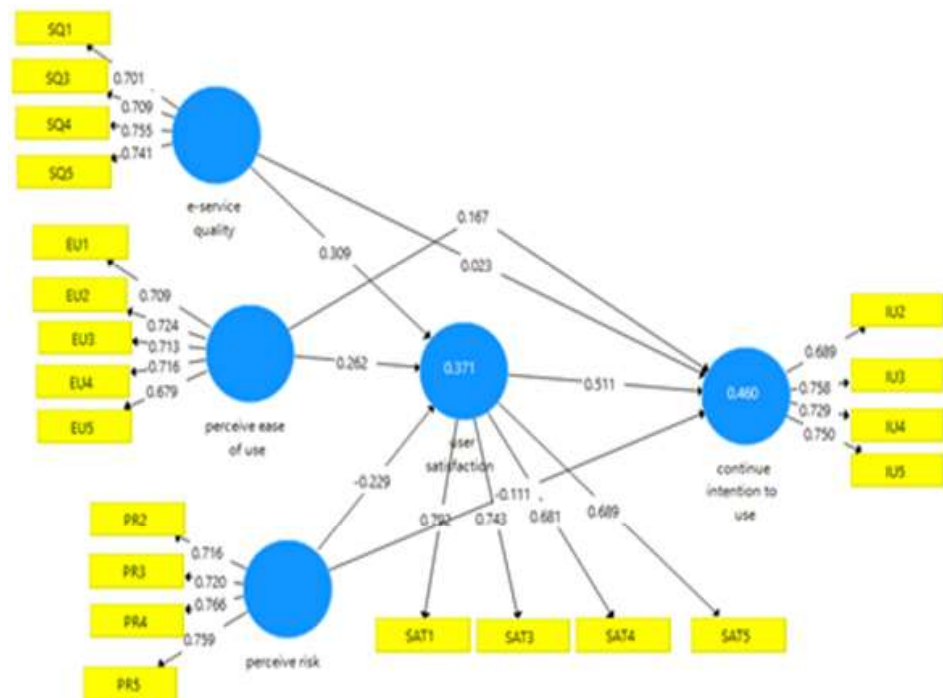 SQ1
SQ3
SQ4
SQ5
0.701
0.709
0.755
0.741
e-service
quality
0.167
0.023
0.309
EU1
EU2
EU3
EU4
EU5
0.709
0.724
0.713
0.716
0.679
perceive ease
of use
0.262
0.371
user
satisfaction
0.511
0.460
continue
intention to
use
IU2
IU3
IU4
IU5
0.689
0.758
0.729
0.750
-0.229
-0.111
0.792
0.743
0.681
0.689
PR2
PR3
PR4
PR5
0.716
0.720
0.766
0.759
perceive risk
SAT1
SAT3
SAT4
SAT5